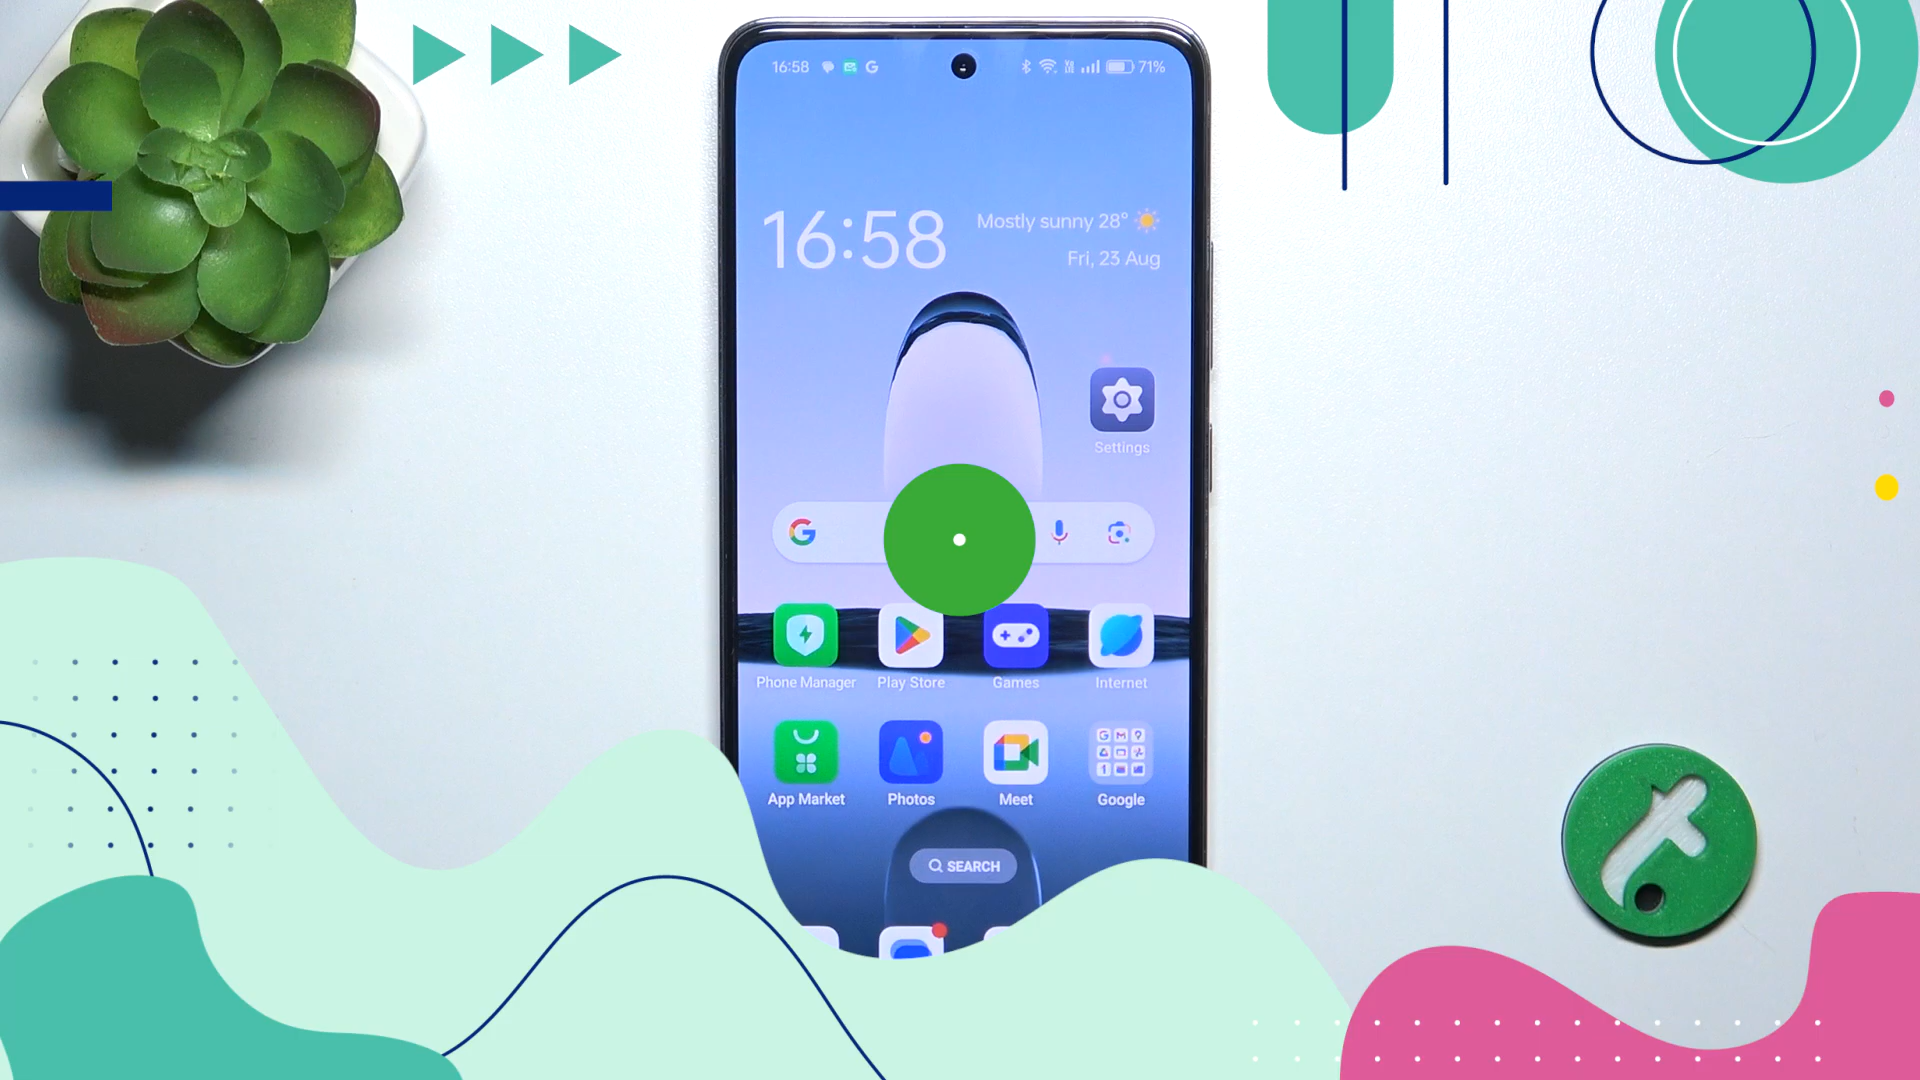 16:58
71%
16:58
Mostly sunny 28°
Fri, 23 Aug
Settings
Phone Manager
Play Store
Games
Internet
App Market
Photos
Meet
Google
SEARCH